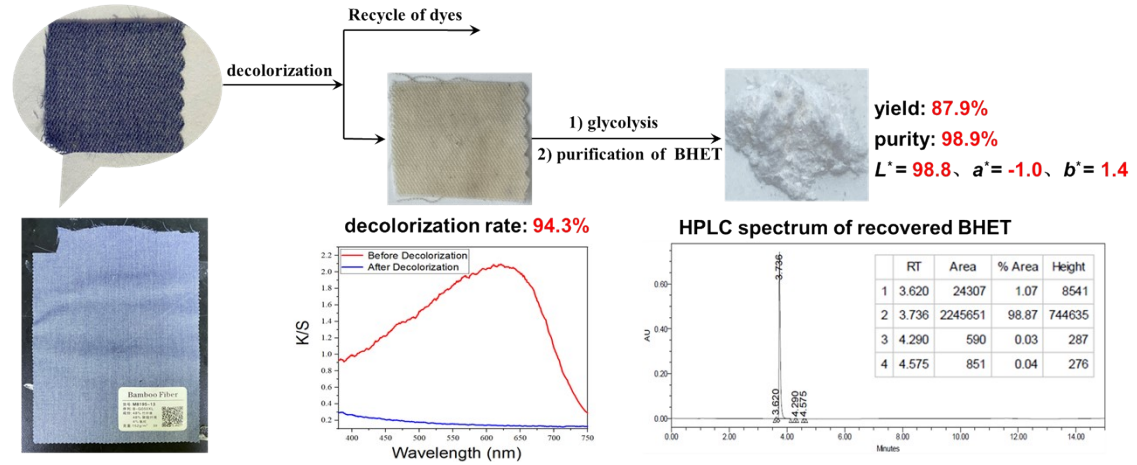 Recycle of dyes
decolorization
1) glycolysis
2) purification of BHET
yield: 87.9%
purity: 98.9%
L* = 98.8、a* = -1.0、b* = 1.4
decolorization rate: 94.3%
HPLC spectrum of recovered BHET
Before Decolorization
After Decolorization
K/S
2.2
2.0
1.8
1.6
1.4
1.2
1.0
0.8
0.6
0.4
0.2
400 450 500 550 600 650 700 750
Wavelength (nm)
AU
0.60
0.40
0.20
0.00
3.620
3.736
4.290
4.575
RT Area % Area Height
1 3.620 24307 1.07 8541
2 3.736 2245651 98.87 744635
3 4.290 590 0.03 287
4 4.575 851 0.04 276
0.00 2.00 4.00 6.00 8.00 10.00 12.00 14.00
Minutes
Bamboo Fiber